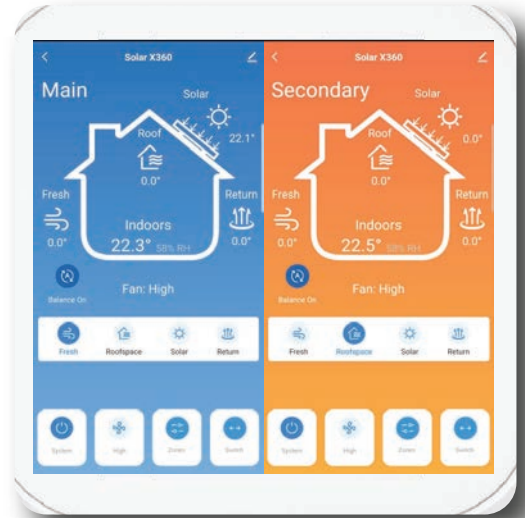 Solar X360
Main
Solar
22.1°
Roof
0.0°
Fresh
Return
0.0°
Indoors
22.3° 58% RH
0.0°
Balance On
Fan: High
Fresh
Roofspace
Solar
Return
System
High
Zones
Switch
Solar X360
Secondary
Solar
0.0°
Roof
0.0°
Fresh
Return
0.0°
Indoors
22.5° 58% RH
0.0°
Balance On
Fan: High
Fresh
Roofspace
Solar
Return
System
High
Zones
Switch